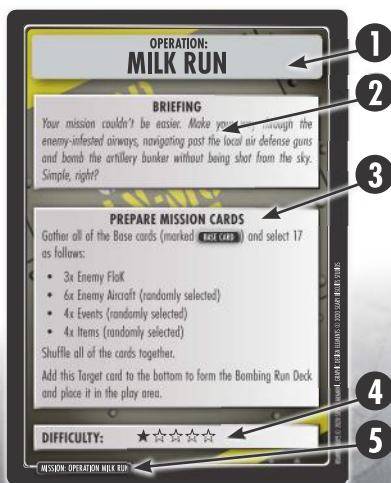 OPERATION:
MILK RUN
1
BRIEFING
2
Your mission couldn't be easier. Make your way through the
enemy-infested airways, navigating past the local air defense guns
and bomb the artillery bunker without being shot from the sky.
Simple, right?
3
PREPARE MISSION CARDS
Gather all of the Base cards (marked BASE CARD) and select 17
as follows:
• 3x Enemy Flak
• 6x Enemy Aircraft (randomly selected)
• 4x Events (randomly selected)
• 4x Items (randomly selected)
Shuffle all of the cards together.
Add this Target card to the bottom to form the Bombing Run Deck
and place it in the play area.
4
DIFFICULTY: ★☆☆☆☆
5
MISSION: OPERATION MILK RUN